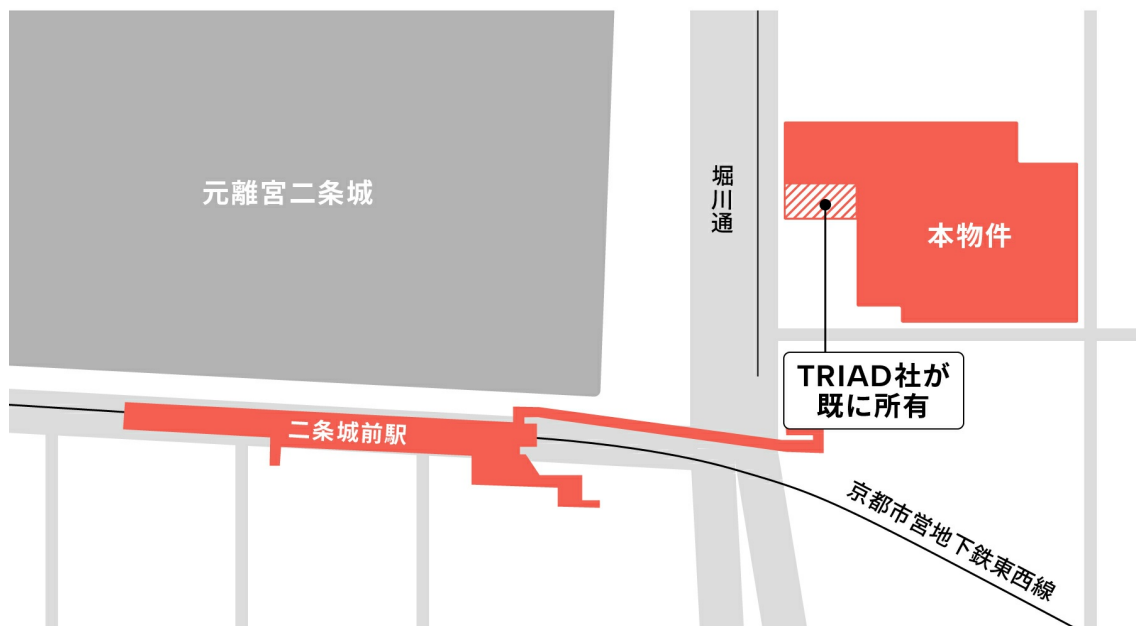 元離宮二条城
堀川通
本物件
TRIAD社が
既に所有
二条城前駅
京都市営地下鉄東西線